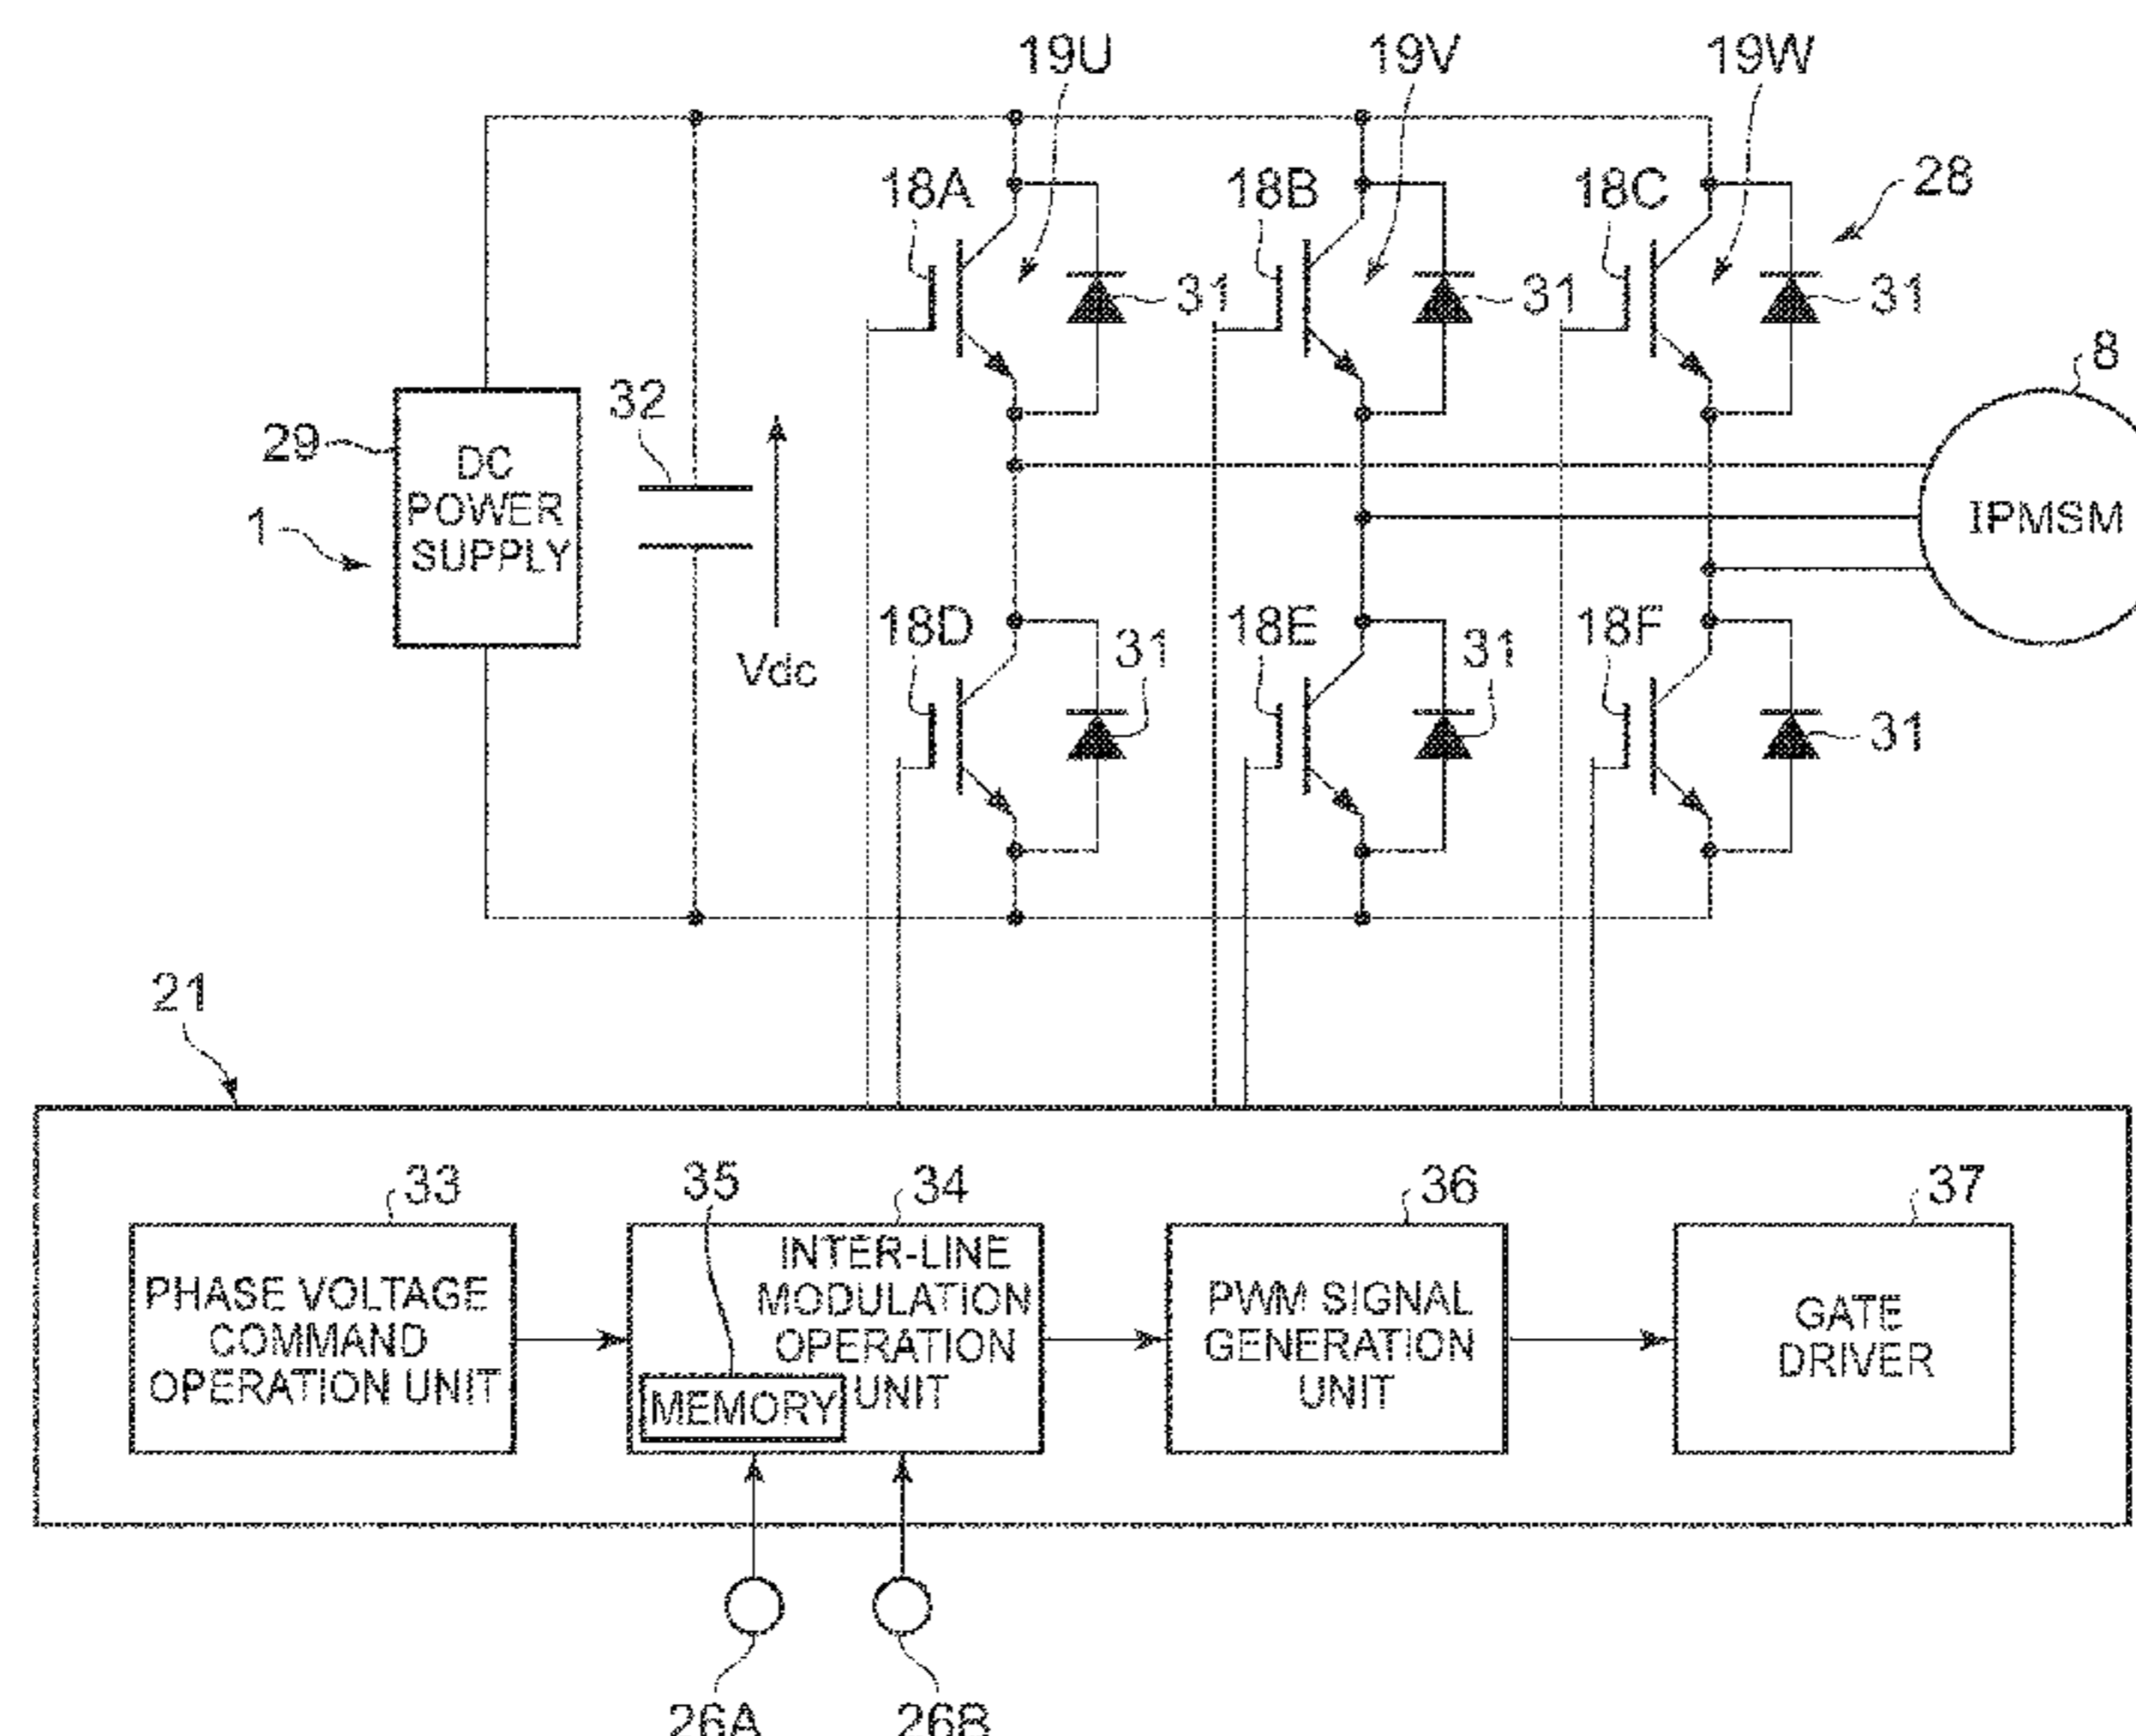 19U 19V 19W
18A 18B 18C 28
31 31 31
8
32
29
DC
POWER
SUPPLY
1
IPMSM
18D 18E 18F
31 31
Vdc
31
21
33 35 34 36 37
PHASE VOLTAGE
COMMAND
OPERATION UNIT
INTER-LINE
MODULATION
OPERATION
UNIT
MEMORY
PWM SIGNAL
GENERATION
UNIT
GATE
DRIVER
26A 26B